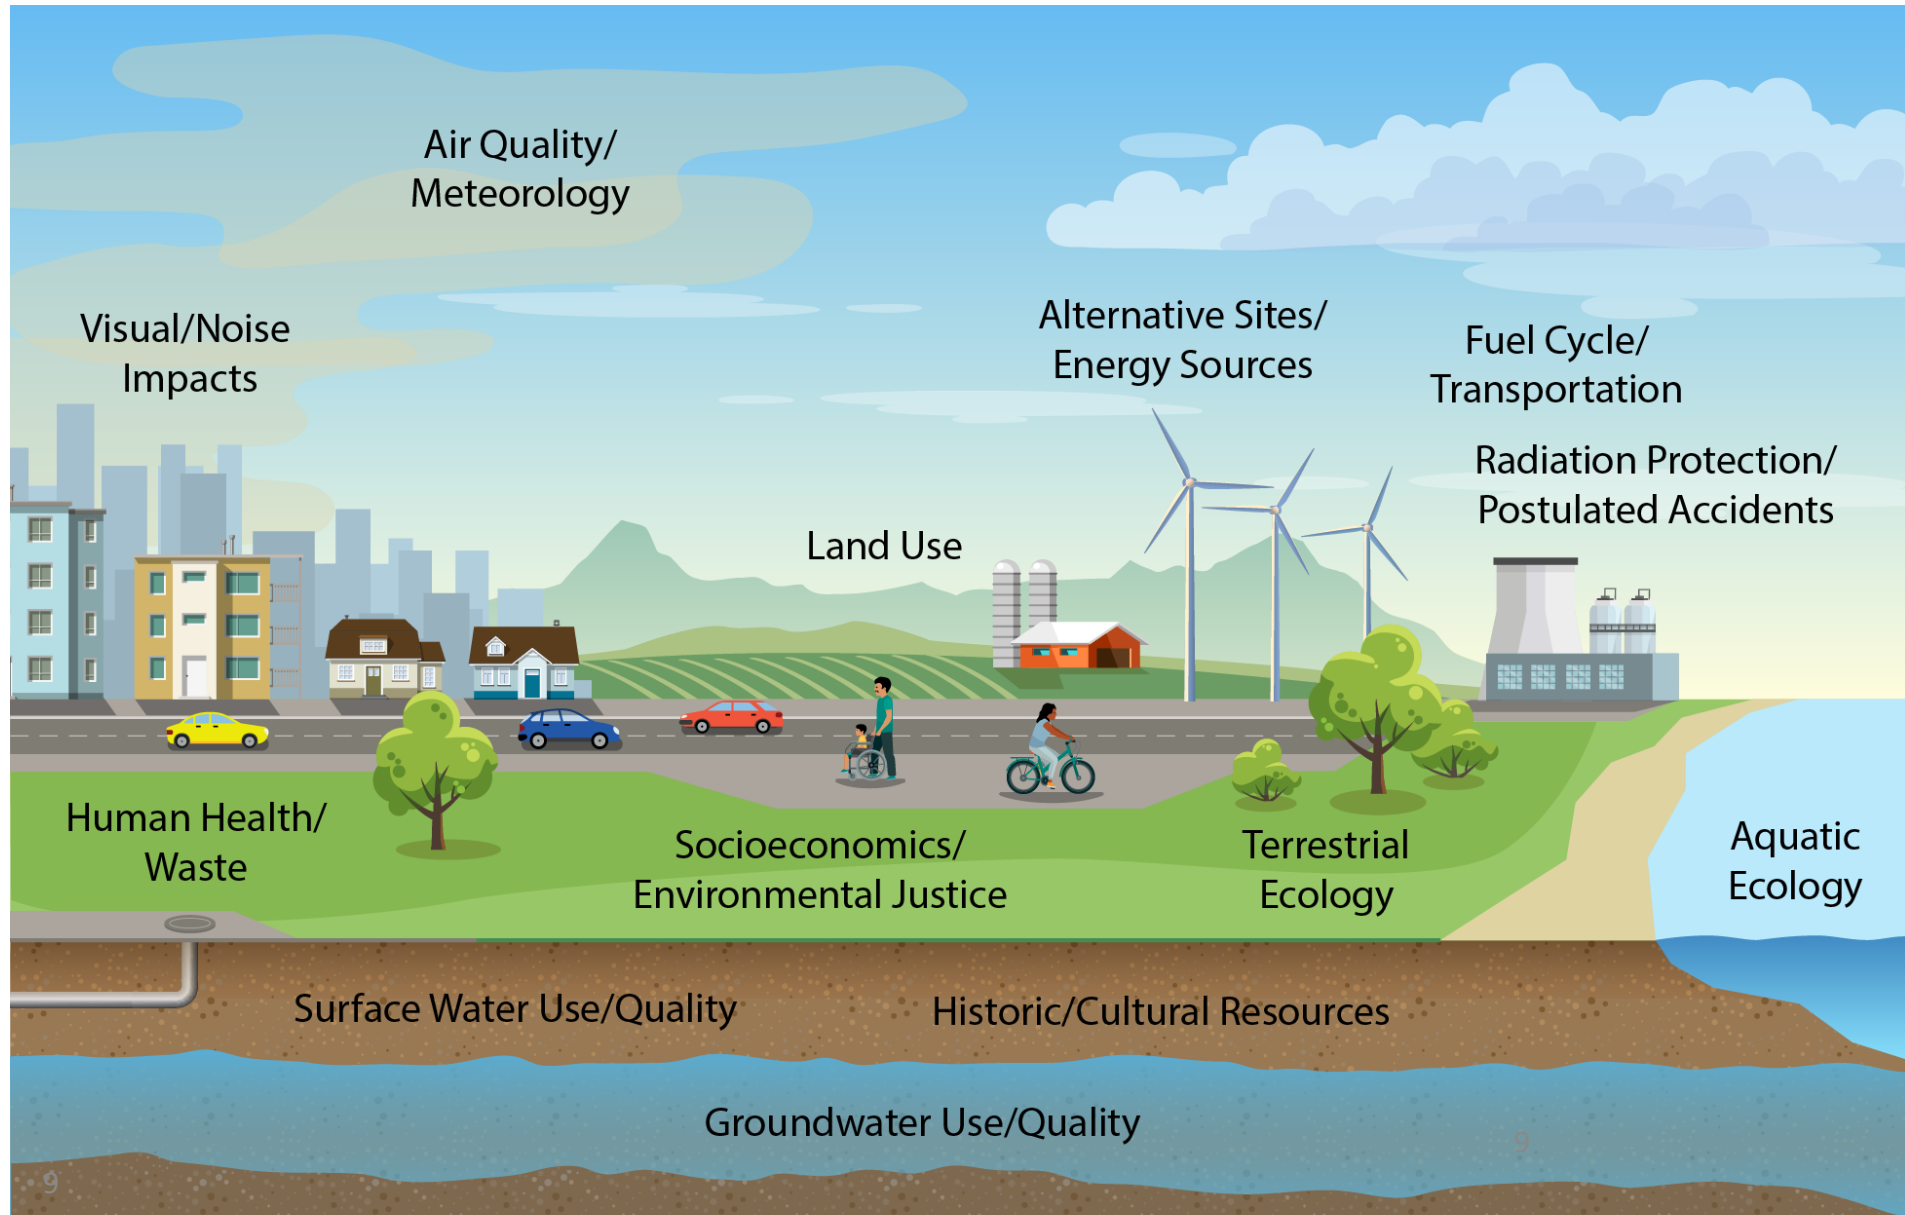 Air Quality/
Meteorology
Visual/Noise
Impacts
Alternative Sites/
Energy Sources
Fuel Cycle/
Transportation
Radiation Protection/
Postulated Accidents
Land Use
Human Health/
Waste
Socioeconomics/
Environmental Justice
Terrestrial
Ecology
Aquatic
Ecology
Surface Water Use/Quality
Historic/Cultural Resources
Groundwater Use/Quality
9
9